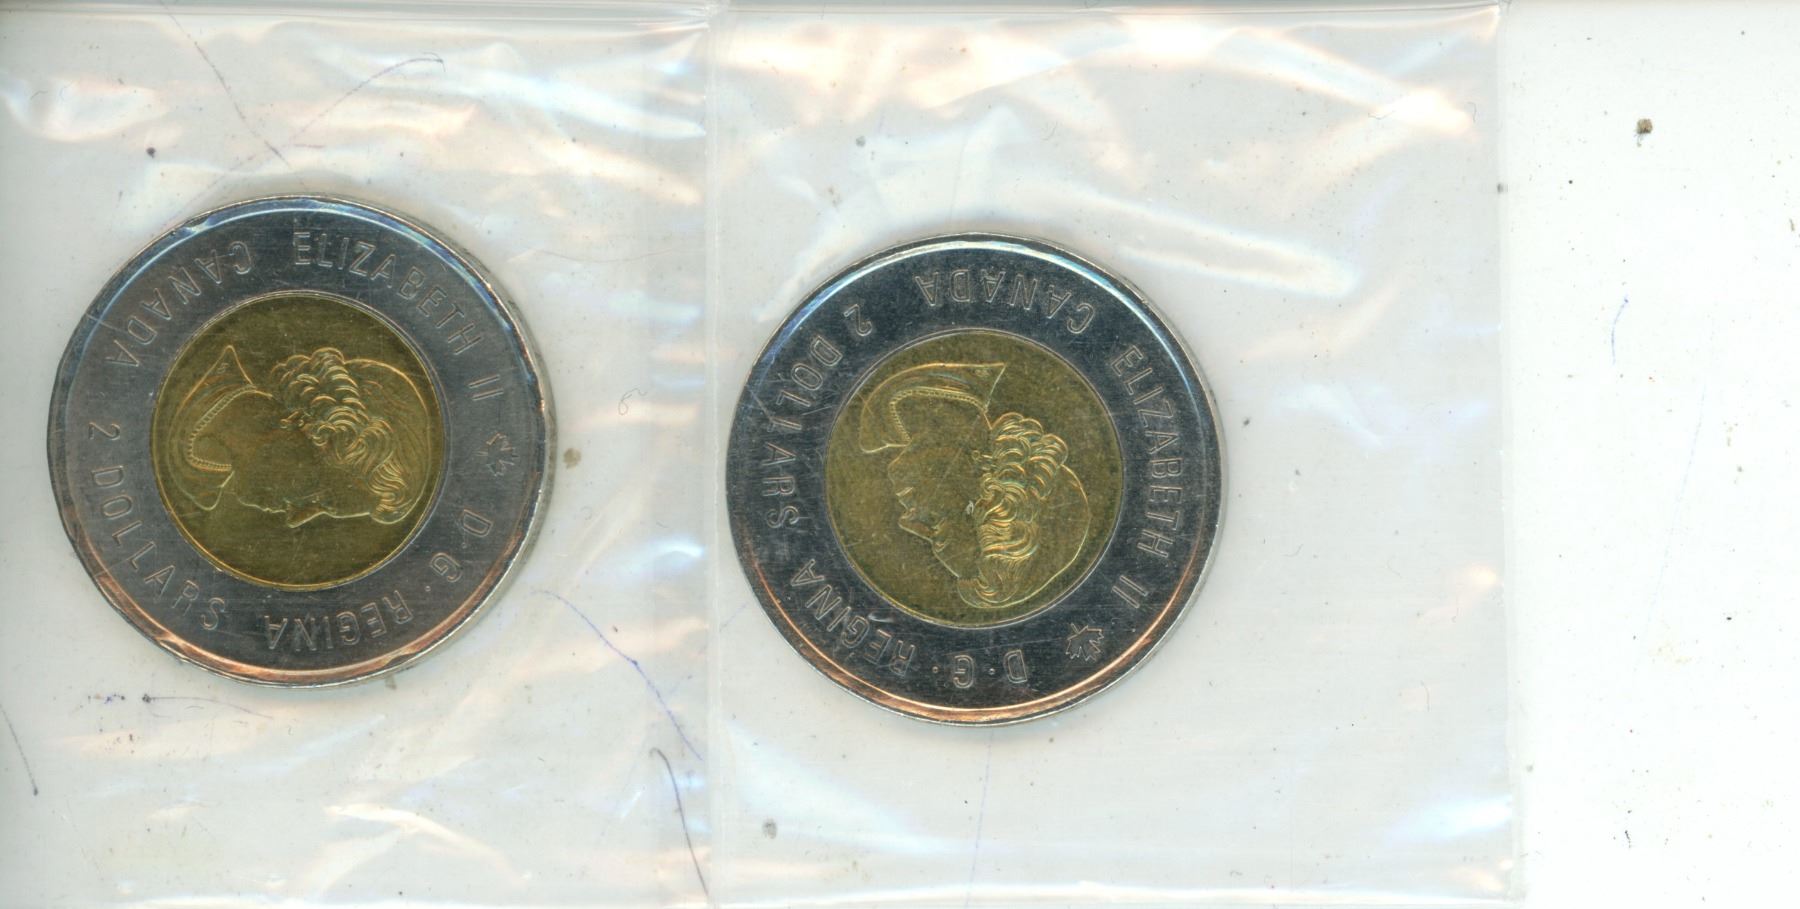 ELIZABETH II D·G·REGINA
CANADA 2 DOLLARS
ELIZABETH II D·G·REGINA
CANADA 2 DOLLARS